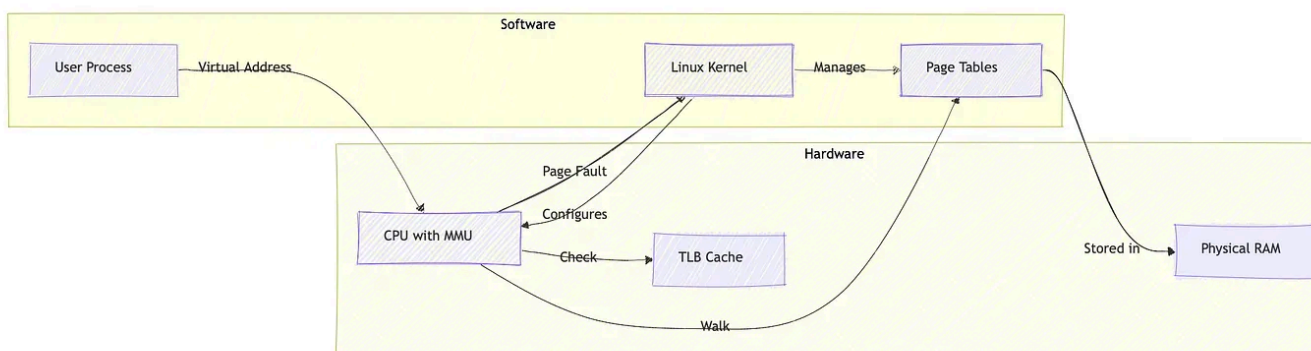 Software
User Process
Virtual Address
Linux Kernel
Manages
Page Tables
Hardware
Page Fault
Configures
CPU with MMU
Check
TLB Cache
Stored in
Physical RAM
Walk